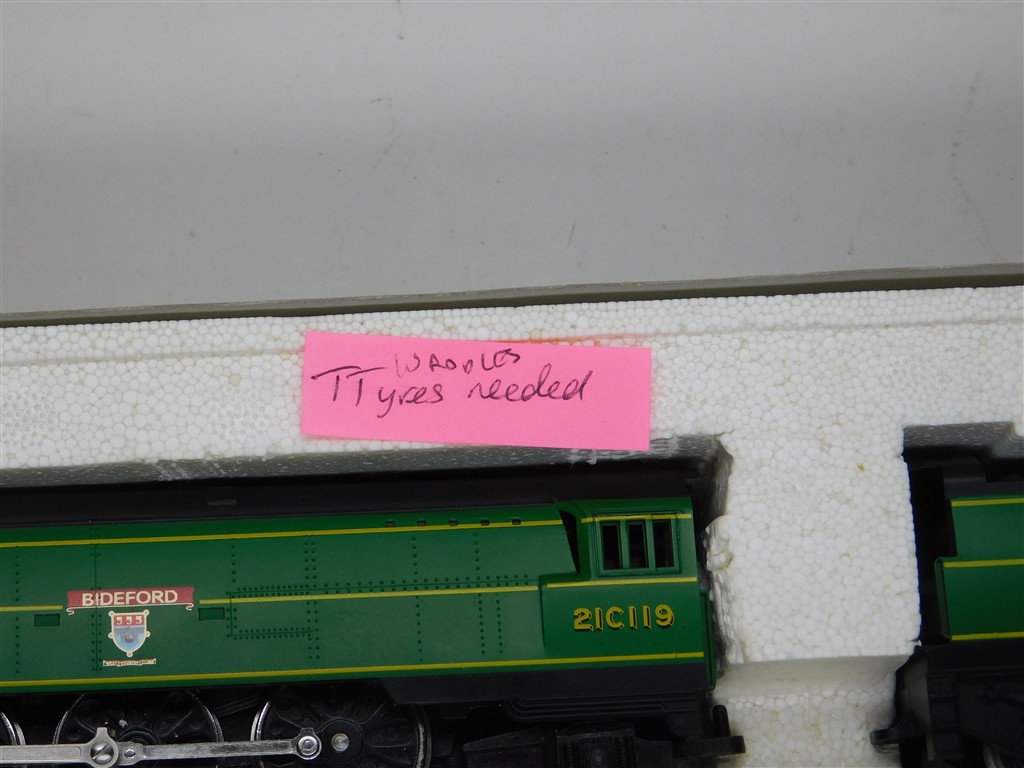 WADDLES
TTyres needed
BIDEFORD
21C119